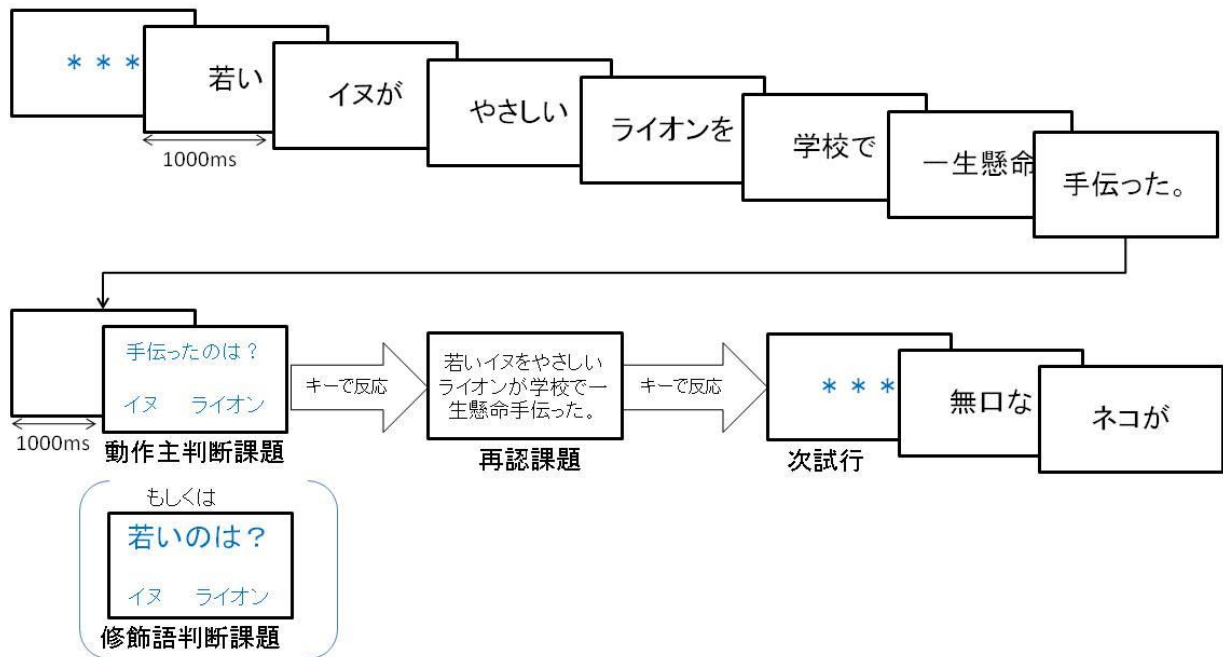 ＊＊＊
若い
イヌが
やさしい
ライオンを
学校で
一生懸命
手伝った。
1000ms
手伝ったのは？
イヌ　ライオン
1000ms
動作主判断課題
キーで反応
若いイヌをやさしい
ライオンが学校で一
生懸命手伝った。
再認課題
キーで反応
＊＊＊
無口な
ネコが
次試行
もしくは
若いのは？
イヌ　ライオン
修飾語判断課題